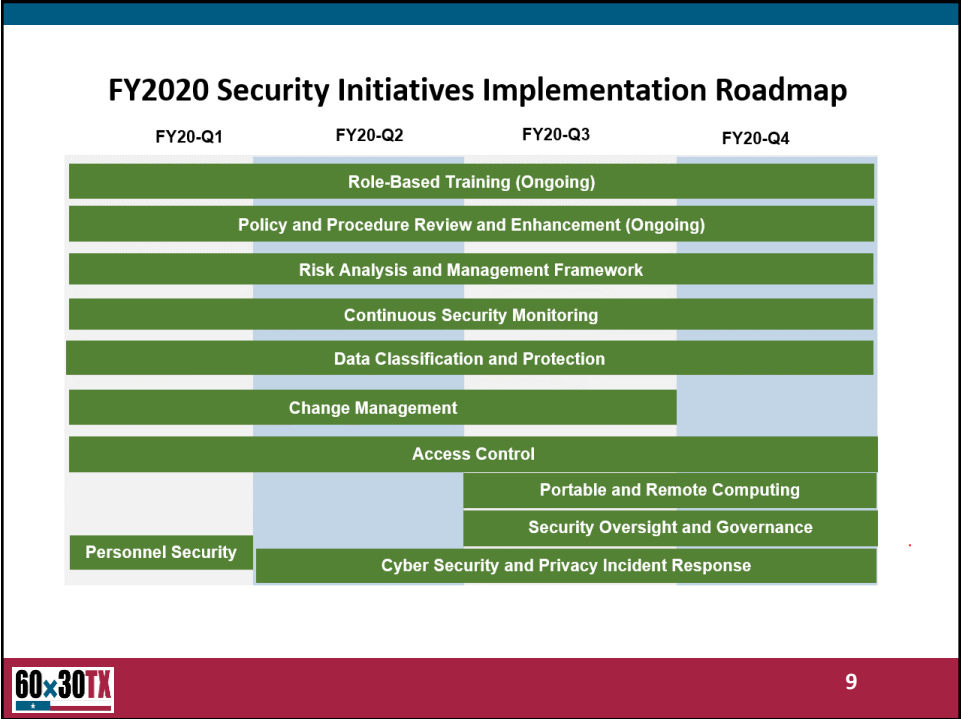 FY2020 Security Initiatives Implementation Roadmap
FY20-Q1 FY20-Q2 FY20-Q3 FY20-Q4
Role-Based Training (Ongoing)
Policy and Procedure Review and Enhancement (Ongoing)
Risk Analysis and Management Framework
Continuous Security Monitoring
Data Classification and Protection
Change Management
Access Control
Portable and Remote Computing
Security Oversight and Governance
Personnel Security
Cyber Security and Privacy Incident Response
60x30TX
9